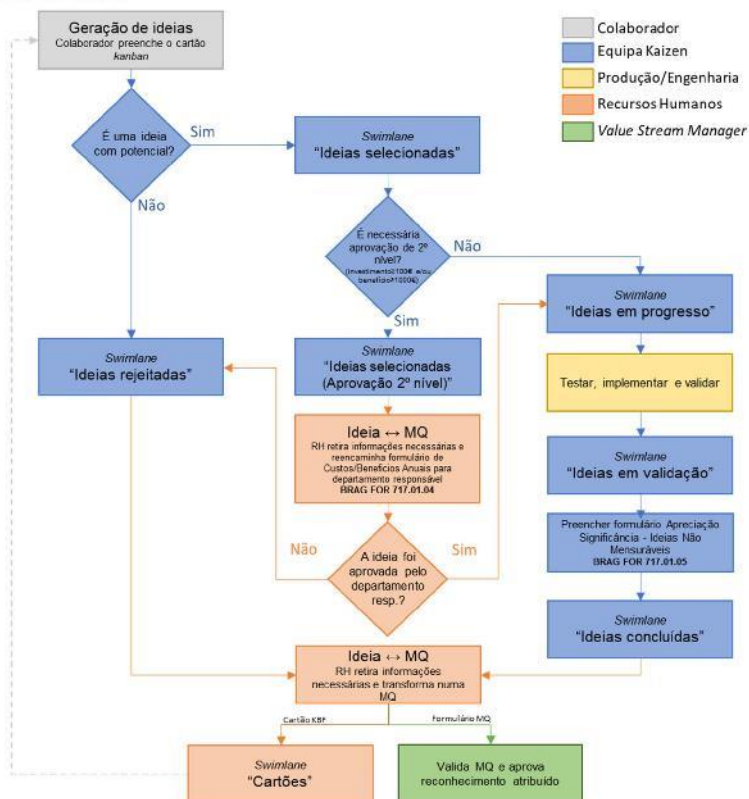 Geração de ideias
Colaborador preenche o cartão
kanban
Colaborador
Equipa Kaizen
Produção/Engenharia
Recursos Humanos
Value Stream Manager
É uma ideia
com potencial?
Sim
Não
Swimlane
"Ideias selecionadas"
É necessária
aprovação de 2º
nível?
(investimento≥100€ e/ou
benefício≥1000€)
Não
Sim
Swimlane
"Ideias em progresso"
Swimlane
"Ideias rejeitadas"
Swimlane
"Ideias selecionadas
(Aprovação 2º nível)"
Testar, implementar e validar
Ideia ↔ MQ
RH retira informações necessárias e
reencaminha formulário de
Custos/Benefícios Anuais para
departamento responsável
BRAG FOR 717.01.04
Swimlane
"Ideias em validação"
Preencher formulário Apreciação
Significância - Ideias Não
Mensuráveis
BRAG FOR 717.01.05
Não
Sim
A ideia foi
aprovada pelo
departamento
resp.?
Swimlane
"Ideias concluídas"
Ideia ↔ MQ
RH retira informações
necessárias e transforma numa
MQ
Cartão KBF
Formulário MQ
Swimlane
"Cartões"
Valida MQ e aprova
reconhecimento atribuído